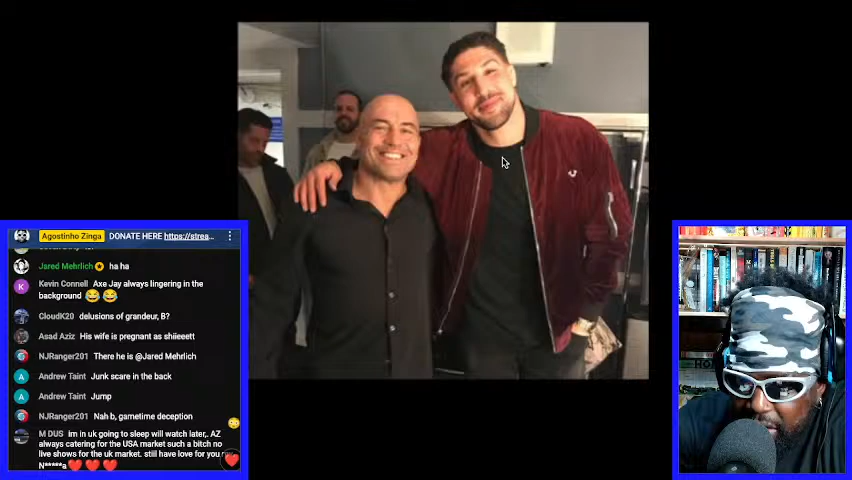 Agostinho Zinga DONATE HERE https://strea...
Jared Mehrlich ha ha
Kevin Connell Axe Jay always lingering in the
background 😂😂
CloudK20 delusions of grandeur, B?
Asad Aziz His wife is pregnant as shiieeett
NJRanger201 There he is @Jared Mehrlich
Andrew Taint Junk scare in the back
Andrew Taint Jump
NJRanger201 Nah b, gametime deception
M DUS im in uk going to sleep will watch later,. AZ
always catering for the USA market such a bitch no
live shows for the uk market. still have love for you
N*****a❤️❤️❤️